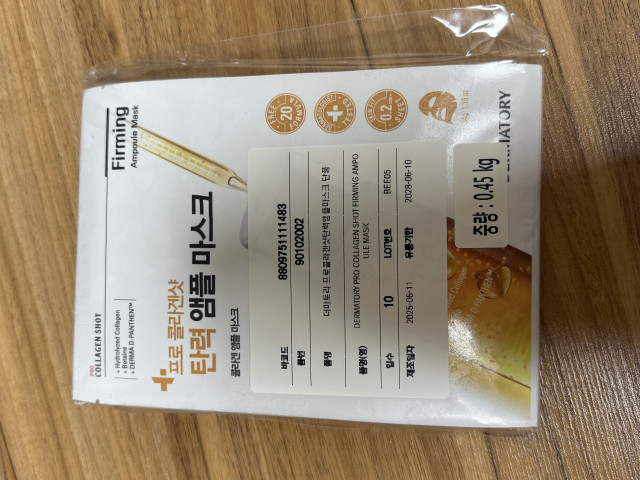 Firming
Ampoule Mask
FREE
20
0.2
DERMATORY
PRO
COLLAGEN SHOT
+ Hydrolyzed Collagen
+ Betaine
+ DERMA D-PANTHEN™
프로 콜라겐샷
탄력 앰플 마스크
콜라겐 앰플 마스크
바코드 8809751111483
품번 90102002
품명 더마토리 프로콜라겐샷탄력앰플마스크 단품
품명(영) DERMATORY PRO COLLAGEN SHOT FIRMING AMPO
ULE MASK
입수 10 LOT번호 BEE05
제조일자 2025-06-11 유통기한 2028-06-10
중량 : 0.45 kg